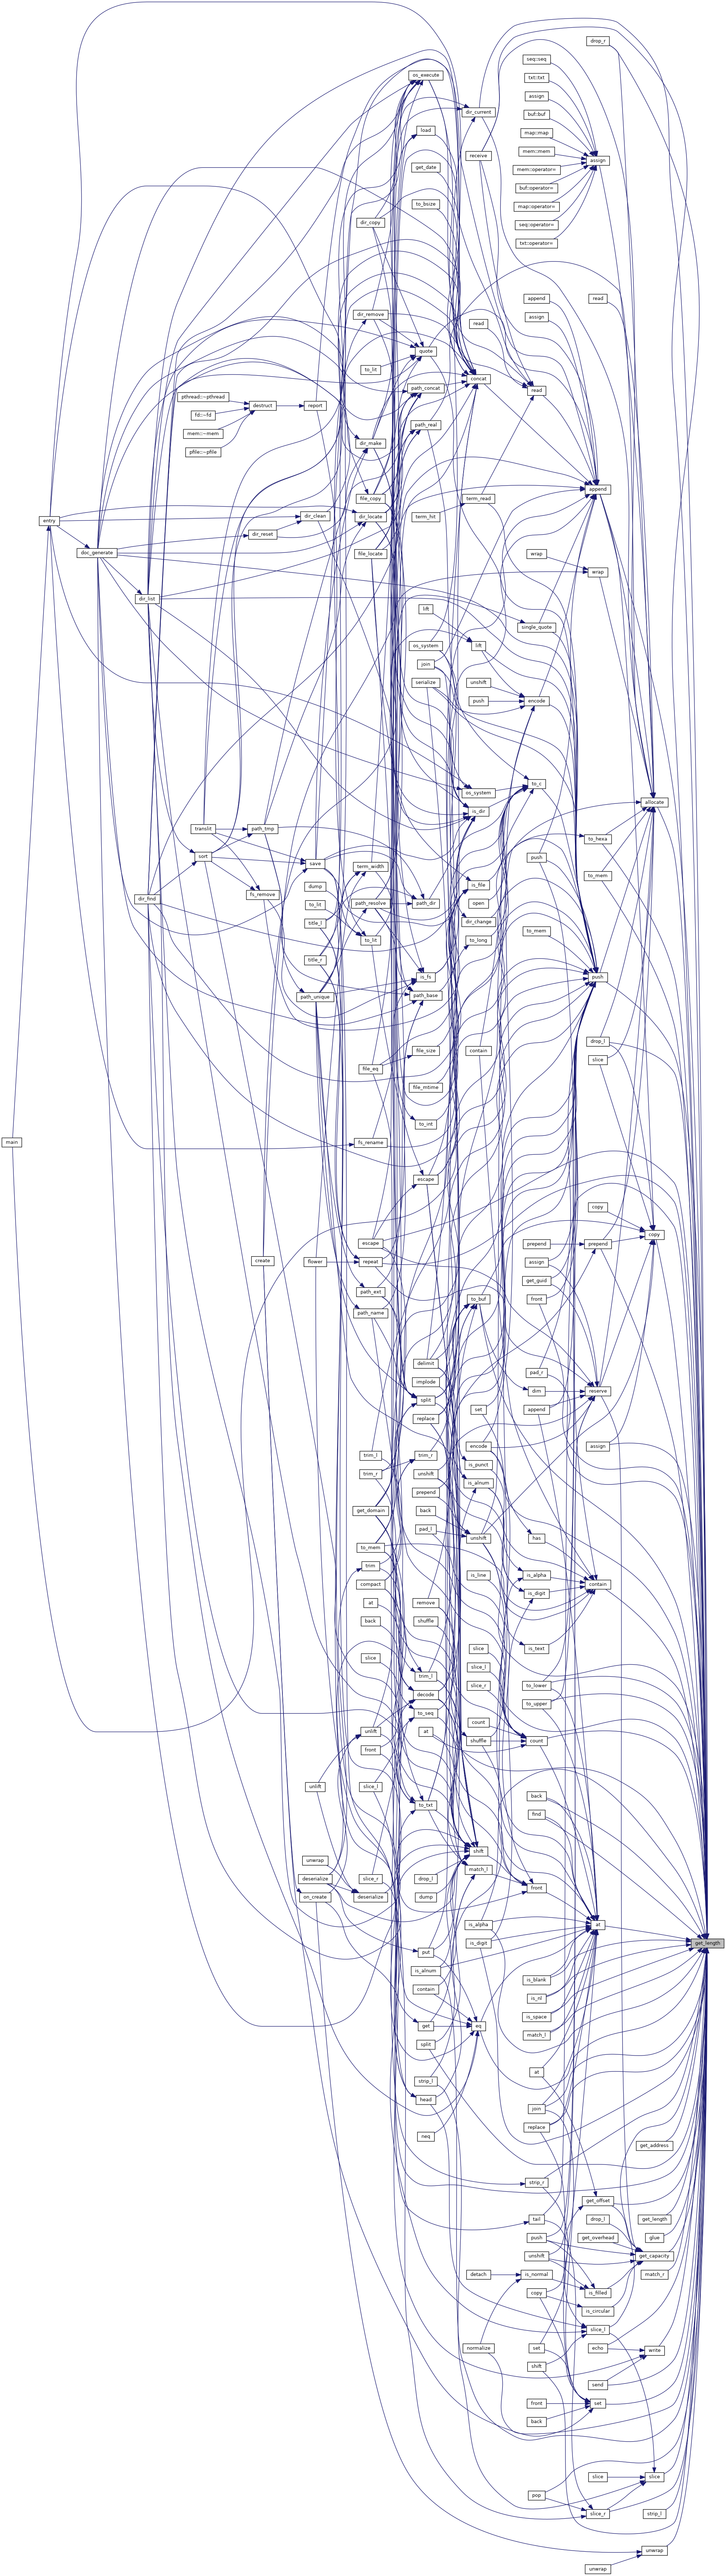 drop_r
seq::seq
os_execute
txt::txt
assign
dir_current
buf::buf
load
map::map
receive
mem::mem
assign
get_date
mem::operator=
buf::operator=
to_bsize
map::operator=
dir_copy
seq::operator=
txt::operator=
append
read
dir_remove
assign
read
quote
to_lit
concat
path_concat
read
pthread::~pthread
destruct
report
fd::~fd
path_real
mem::~mem
dir_make
pfile::~pfile
append
file_copy
term_read
dir_locate
term_hit
dir_clean
entry
dir_reset
doc_generate
file_locate
wrap
wrap
dir_list
lift
single_quote
os_system
lift
join
serialize
unshift
push
encode
to_c
os_system
allocate
is_dir
translit
path_tmp
to_hexa
sort
save
push
term_width
to_mem
dump
is_file
fs_remove
dir_find
to_lit
path_resolve
path_dir
open
title_l
dir_change
to_mem
to_lit
to_long
title_r
is_fs
push
path_unique
path_base
drop_l
file_size
contain
slice
file_eq
file_mtime
to_int
main
fs_rename
escape
copy
copy
escape
prepend
prepend
create
flower
repeat
assign
get_guid
path_ext
to_buf
front
path_name
delimit
pad_r
implode
dim
reserve
split
set
append
replace
encode
assign
trim_l
trim_r
is_punct
trim_r
unshift
is_alnum
prepend
get_domain
back
pad_l
unshift
has
to_mem
is_line
is_alpha
trim
contain
compact
is_digit
at
remove
back
shuffle
is_text
slice
slice
slice_l
trim_l
to_lower
slice_r
decode
to_upper
to_seq
count
unlift
at
shuffle
count
front
unlift
slice_l
back
to_txt
find
shift
unwrap
match_l
deserialize
slice_r
drop_l
front
on_create
deserialize
dump
is_alpha
at
is_digit
get_length
put
is_alnum
is_blank
contain
is_nl
get
eq
is_space
split
match_l
strip_l
at
head
join
neq
replace
get_address
strip_r
get_offset
tail
drop_l
get_length
push
get_overhead
glue
unshift
get_capacity
detach
is_normal
match_r
copy
is_filled
is_circular
normalize
slice_l
set
echo
write
shift
send
front
set
back
slice
slice
pop
slice_r
strip_l
unwrap
unwrap